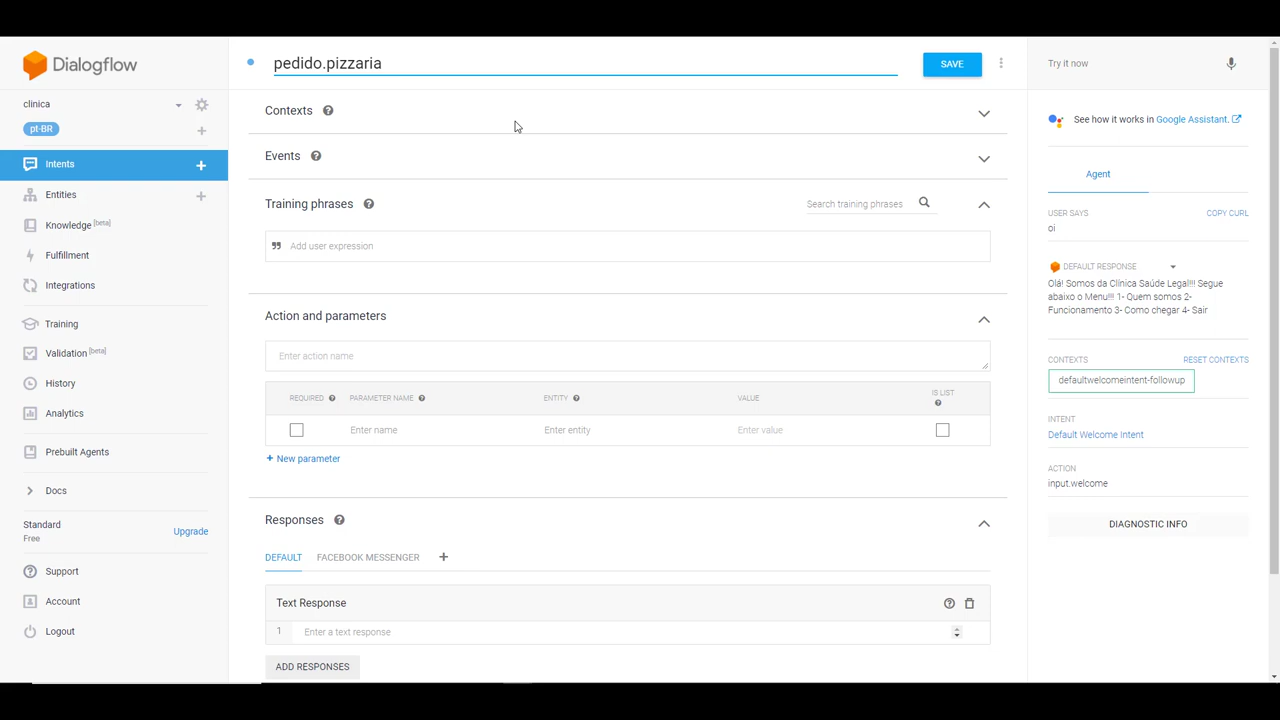 Dialogflow
clinica
pt-BR
Intents
Entities
Knowledge [beta]
Fulfillment
Integrations
Training
Validation [beta]
History
Analytics
Prebuilt Agents
Docs
Standard
Free
Upgrade
Support
Account
Logout
pedido.pizzaria
SAVE
Contexts
Events
Training phrases
Search training phrases
Add user expression
Action and parameters
Enter action name
REQUIRED PARAMETER NAME ENTITY VALUE IS LIST
Enter name Enter entity Enter value
+ New parameter
Responses
DEFAULT FACEBOOK MESSENGER +
Text Response
1 Enter a text response
ADD RESPONSES
Try it now
See how it works in Google Assistant.
Agent
USER SAYS COPY CURL
oi
DEFAULT RESPONSE
Olá! Somos da Clínica Saúde Legal!!! Segue
abaixo o Menu!!! 1- Quem somos 2-
Funcionamento 3- Como chegar 4- Sair
CONTEXTS RESET CONTEXTS
defaultwelcomeintent-followup
INTENT
Default Welcome Intent
ACTION
input.welcome
DIAGNOSTIC INFO